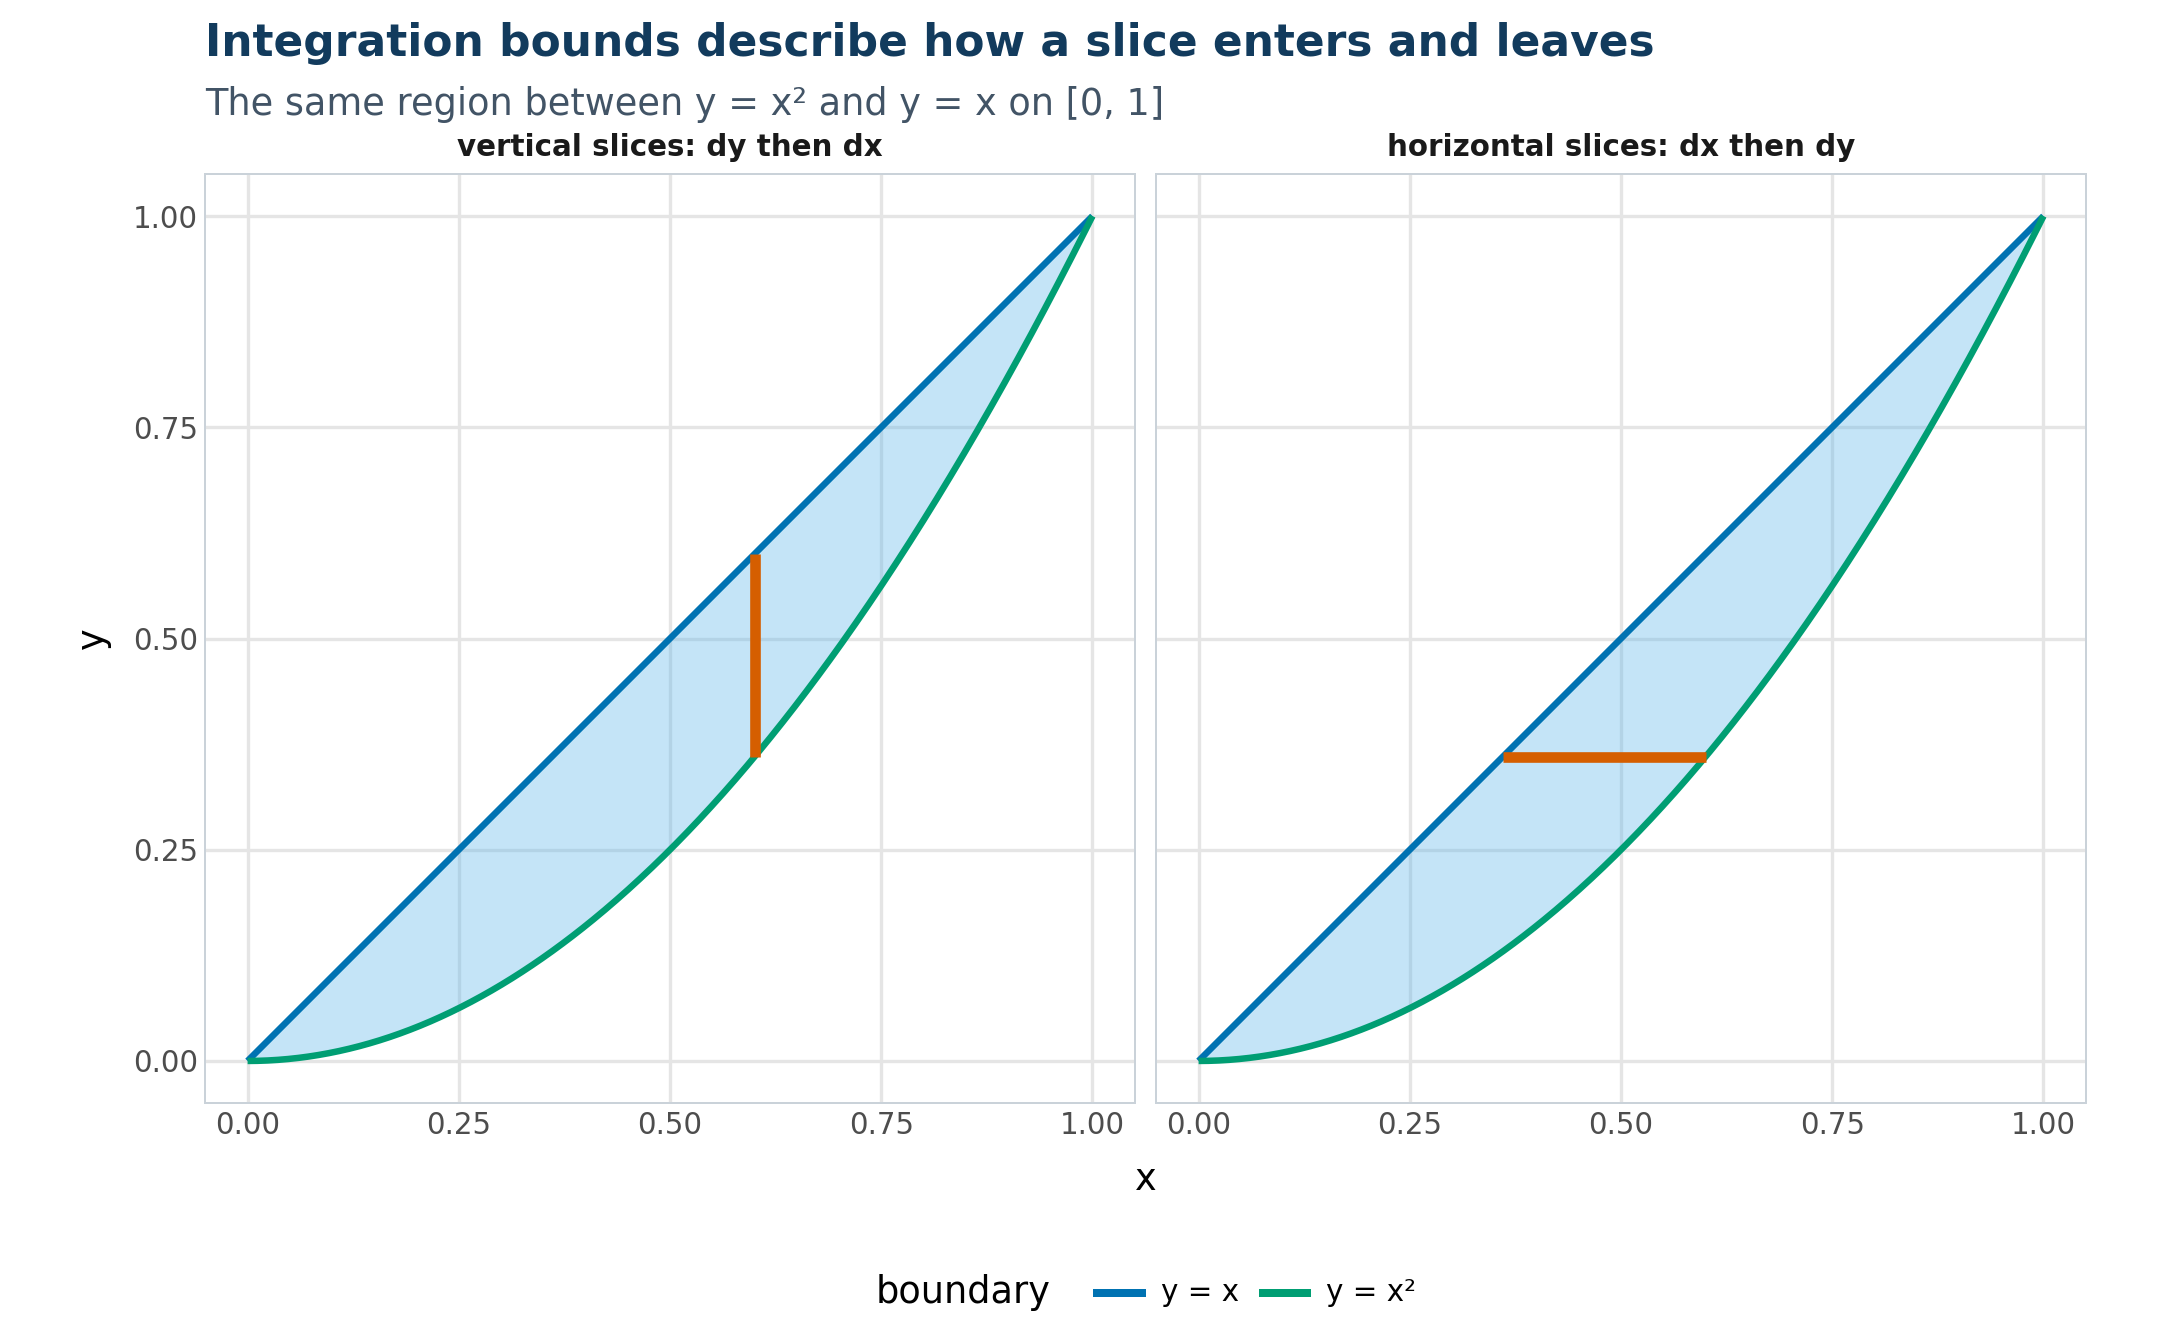 Integration bounds describe how a slice enters and leaves
The same region between y = x² and y = x on [0, 1]
vertical slices: dy then dx
horizontal slices: dx then dy
y
1.00
0.75
0.50
0.25
0.00
0.00 0.25 0.50 0.75 1.00
0.00 0.25 0.50 0.75 1.00
x
boundary y = x y = x²